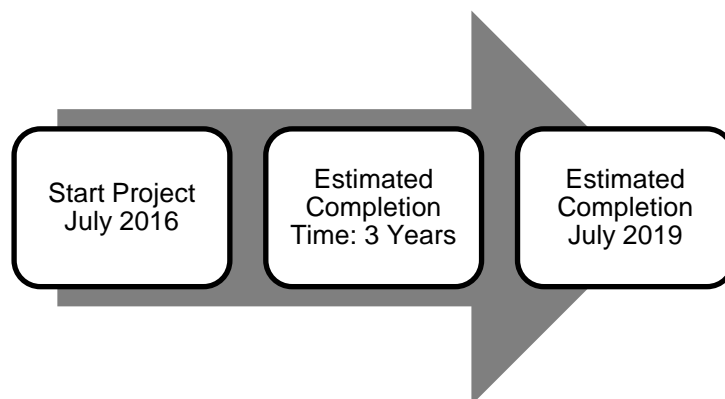 Start Project
July 2016
Estimated
Completion
Time: 3 Years
Estimated
Completion
July 2019